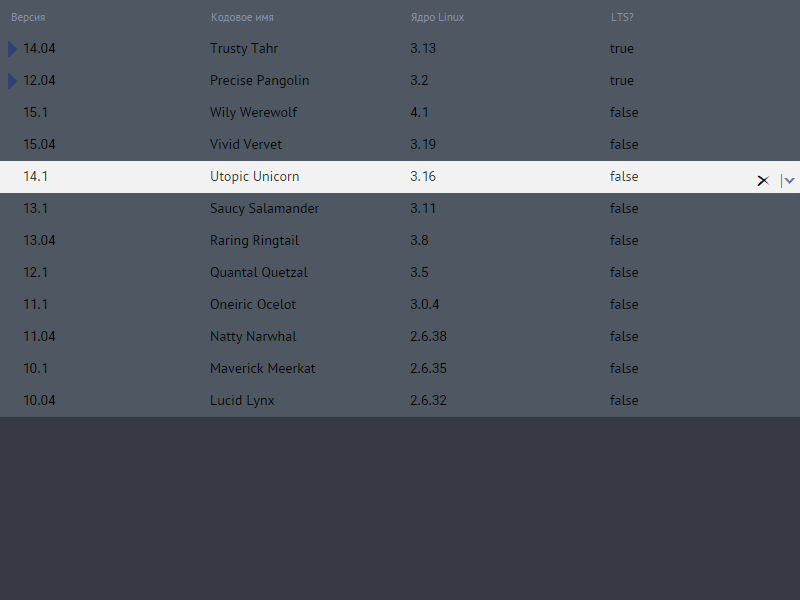 Версия Кодовое имя Ядро Linux LTS?
14.04 Trusty Tahr 3.13 true
12.04 Precise Pangolin 3.2 true
15.1 Wily Werewolf 4.1 false
15.04 Vivid Vervet 3.19 false
14.1 Utopic Unicorn 3.16 false
13.1 Saucy Salamander 3.11 false
13.04 Raring Ringtail 3.8 false
12.1 Quantal Quetzal 3.5 false
11.1 Oneiric Ocelot 3.0.4 false
11.04 Natty Narwhal 2.6.38 false
10.1 Maverick Meerkat 2.6.35 false
10.04 Lucid Lynx 2.6.32 false